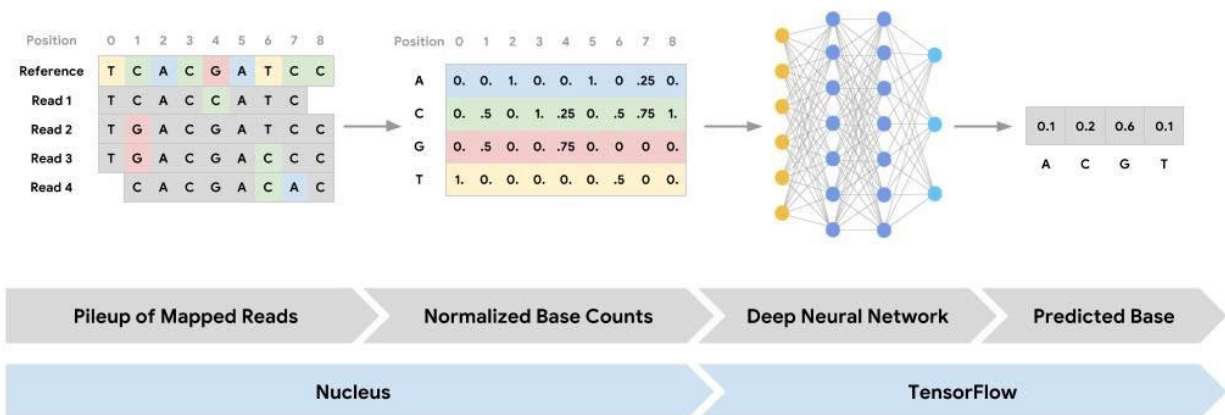 Position 0 1 2 3 4 5 6 7 8
Reference T C A C G A T C C
Read 1 T C A C C A T C
Read 2 T G A C G A T C C
Read 3 T G A C G A C C C
Read 4 C A C G A C A C
Position 0 1 2 3 4 5 6 7 8
A 0. 0. 1. 0. 0. 1. 0 .25 0.
C 0. .5 0. 1. .25 0. .5 .75 1.
G 0. .5 0. 0. .75 0. 0 0 0.
T 1. 0. 0. 0. 0. 0. .5 0 0.
0.1 0.2 0.6 0.1
A C G T
Pileup of Mapped Reads
Normalized Base Counts
Deep Neural Network
Predicted Base
Nucleus
TensorFlow